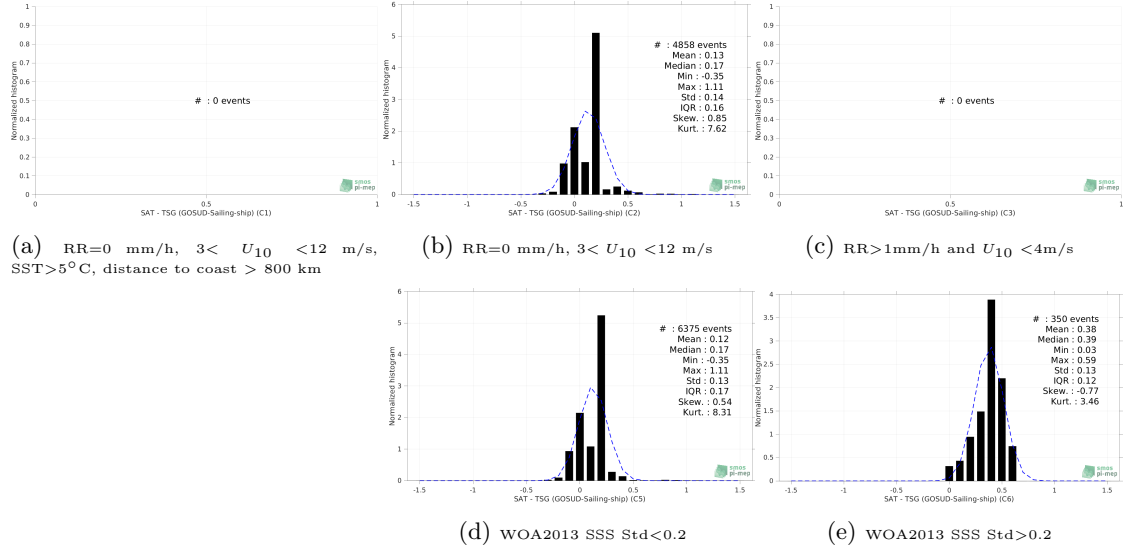 1
0.9
0.8
0.7
0.6
0.5
0.4
0.3
0.2
0.1
0
Normalized histogram
# : 0 events
smos
pi-mep
0
0.5
1
SAT - TSG (GOSUD-Sailing-ship) (C1)
(a) RR=0 mm/h, 3< U10 <12 m/s,
SST>5°C, distance to coast > 800 km
6
5
4
3
2
1
0
Normalized histogram
# : 4858 events
Mean : 0.13
Median : 0.17
Min : -0.35
Max : 1.11
Std : 0.14
IQR : 0.16
Skew. : 0.85
Kurt. : 7.62
smos
pi-mep
-1.5
-1
-0.5
0
0.5
1
1.5
SAT - TSG (GOSUD-Sailing-ship) (C2)
(b) RR=0 mm/h, 3< U10 <12 m/s
1
0.9
0.8
0.7
0.6
0.5
0.4
0.3
0.2
0.1
0
Normalized histogram
# : 0 events
smos
pi-mep
0
0.5
1
SAT - TSG (GOSUD-Sailing-ship) (C3)
(c) RR>1mm/h and U10 <4m/s
6
5
4
3
2
1
0
Normalized histogram
# : 6375 events
Mean : 0.12
Median : 0.17
Min : -0.35
Max : 1.11
Std : 0.13
IQR : 0.17
Skew. : 0.54
Kurt. : 8.31
smos
pi-mep
-1.5
-1
-0.5
0
0.5
1
1.5
SAT - TSG (GOSUD-Sailing-ship) (C5)
(d) WOA2013 SSS Std<0.2
4
3.5
3
2.5
2
1.5
1
0.5
0
Normalized histogram
# : 350 events
Mean : 0.38
Median : 0.39
Min : 0.03
Max : 0.59
Std : 0.13
IQR : 0.12
Skew. : -0.77
Kurt. : 3.46
smos
pi-mep
-1.5
-1
-0.5
0
0.5
1
1.5
SAT - TSG (GOSUD-Sailing-ship) (C6)
(e) WOA2013 SSS Std>0.2